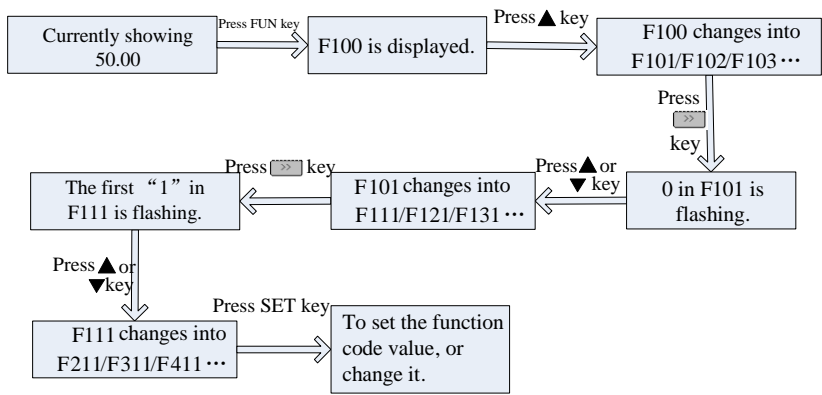 Currently showing
50.00
Press FUN key
F100 is displayed.
Press ▲ key
F100 changes into
F101/F102/F103 ···
Press
>>
key
0 in F101 is
flashing.
Press ▲ or
▼ key
F101 changes into
F111/F121/F131 ···
Press >> key
The first “1” in
F111 is flashing.
Press ▲ or
▼ key
F111 changes into
F211/F311/F411 ···
Press SET key
To set the function
code value, or
change it.